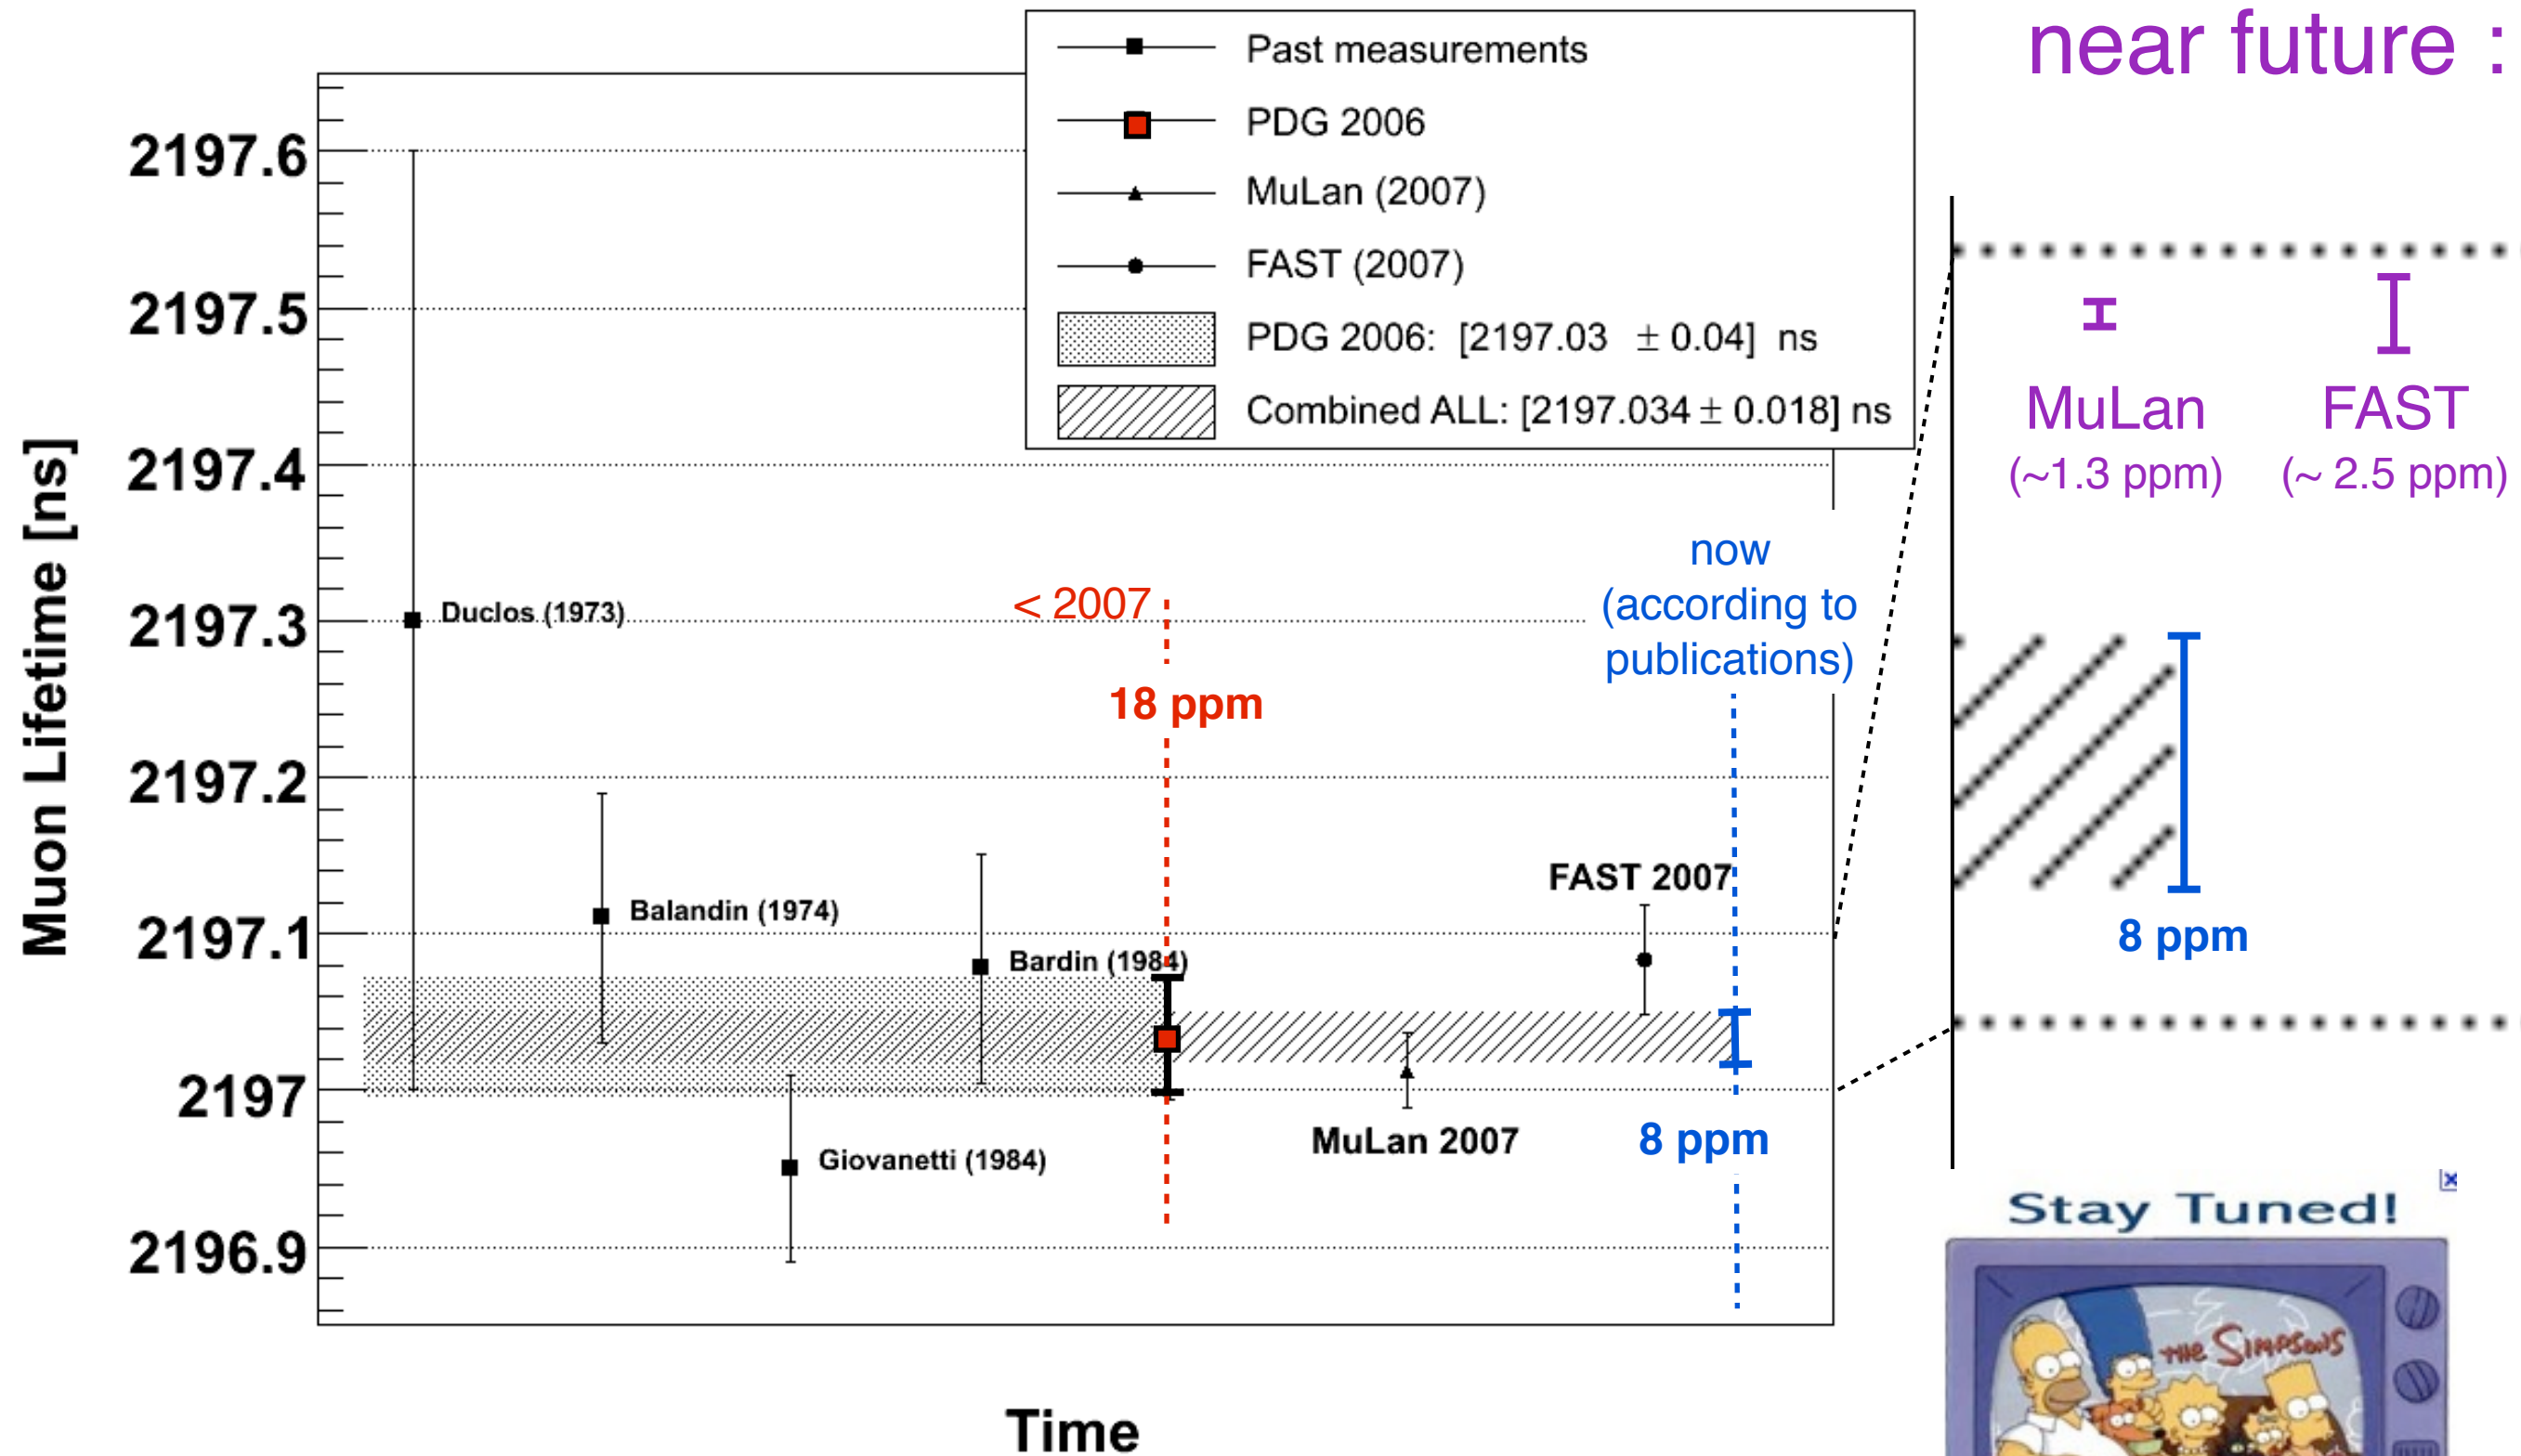 near future :
Past measurements
PDG 2006
MuLan (2007)
FAST (2007)
PDG 2006: [2197.03 ± 0.04] ns
Combined ALL: [2197.034 ± 0.018] ns
Muon Lifetime [ns]
2197.6
2197.5
2197.4
2197.3
2197.2
2197.1
2197
2196.9
Duclos (1973)
Balandin (1974)
Giovanetti (1984)
Bardin (1984)
< 2007
18 ppm
MuLan 2007
FAST 2007
now
(according to
publications)
8 ppm
Time
MuLan
(~1.3 ppm)
FAST
(~ 2.5 ppm)
8 ppm
Stay Tuned!
THE SIMPSONS